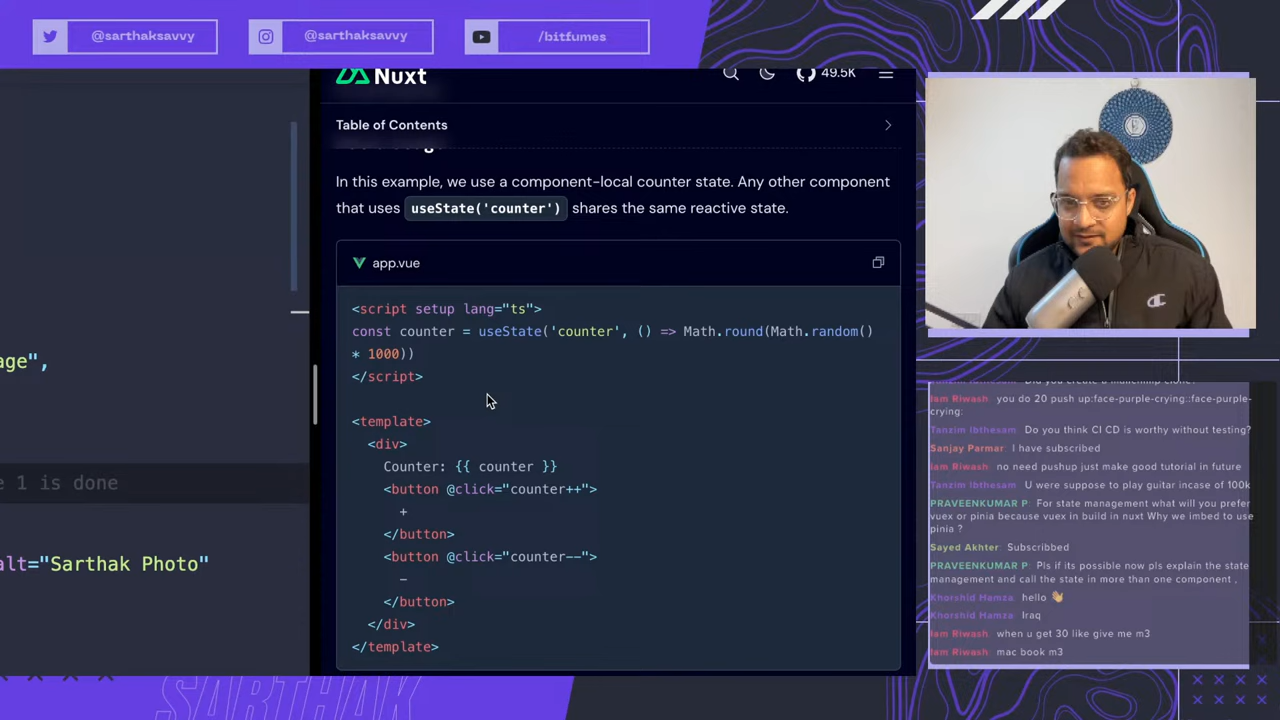 @sarthaksavvy
@sarthaksavvy
/bitfumes
Nuxt
49.5K
Table of Contents
In this example, we use a component-local counter state. Any other component
that uses useState('counter') shares the same reactive state.
app.vue
<script setup lang="ts">
const counter = useState('counter', () => Math.round(Math.random()
* 1000))
</script>
<template>
<div>
Counter: {{ counter }}
<button @click="counter++">
+
</button>
<button @click="counter--">
-
</button>
</div>
</template>
age",
e 1 is done
alt="Sarthak Photo"
Iam Riwash: you do 20 push up:face-purple-crying::face-purple-
crying:
Tanzim Ibthesam: Do you think CI CD is worthy without testing?
Sanjay Parmar: I have subscribed
Iam Riwash: no need pushup just make good tutorial in future
Tanzim Ibthesam: U were suppose to play guitar incase of 100k
PRAVEENKUMAR P: For state management what will you prefer
vuex or pinia because vuex in build in nuxt Why we imbed to use
pinia ?
Sayed Akhter: Subscribbed
PRAVEENKUMAR P: Pls if its possible now pls explain the state
management and call the state in more than one component ,
Khorshid Hamza: hello 👋
Khorshid Hamza: Iraq
Iam Riwash: when u get 30 like give me m3
Iam Riwash: mac book m3
SARTHAK